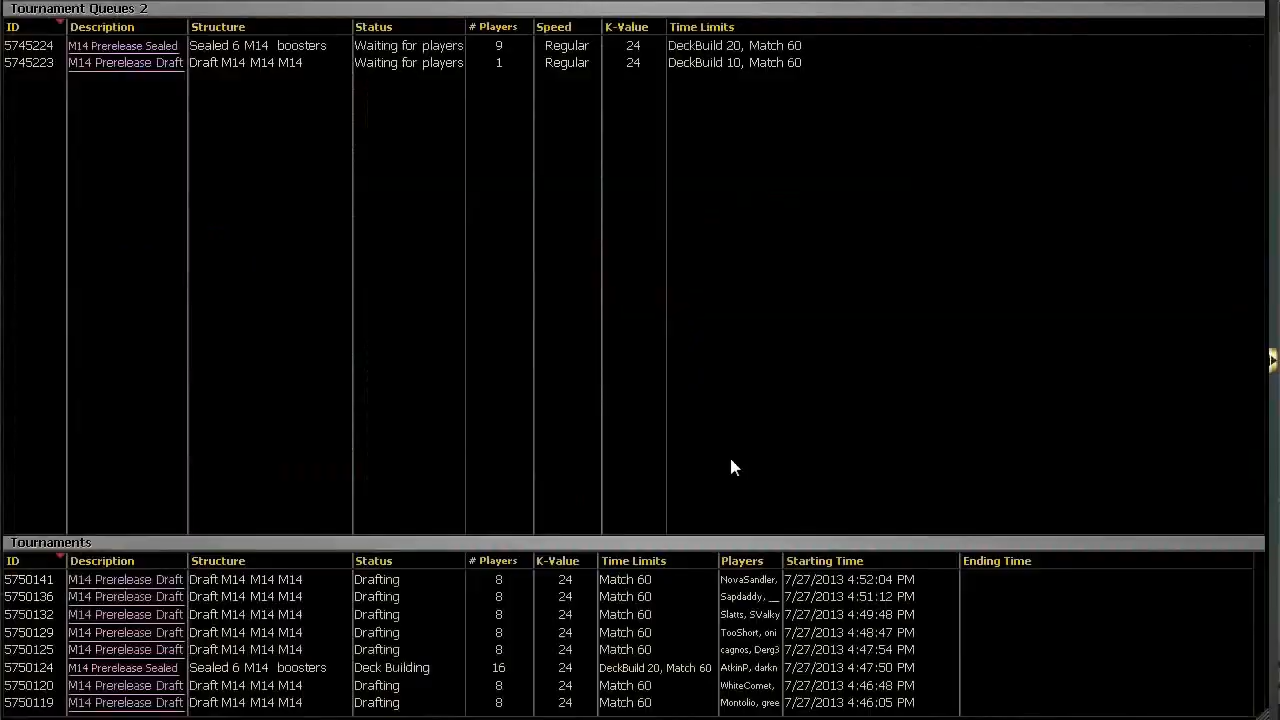 Tournament Queues 2
ID Description Structure Status # Players Speed K-Value Time Limits
5745224 M14 Prerelease Sealed Sealed 6 M14 boosters Waiting for players 9 Regular 24 DeckBuild 20, Match 60
5745223 M14 Prerelease Draft Draft M14 M14 M14 Waiting for players 1 Regular 24 DeckBuild 10, Match 60
Tournaments
ID Description Structure Status # Players K-Value Time Limits Players Starting Time Ending Time
5750141 M14 Prerelease Draft Draft M14 M14 M14 Drafting 8 24 Match 60 NovaSandler, 7/27/2013 4:52:04 PM
5750136 M14 Prerelease Draft Draft M14 M14 M14 Drafting 8 24 Match 60 Sapdaddy, __ 7/27/2013 4:51:12 PM
5750132 M14 Prerelease Draft Draft M14 M14 M14 Drafting 8 24 Match 60 Slatts, SValky 7/27/2013 4:49:48 PM
5750129 M14 Prerelease Draft Draft M14 M14 M14 Drafting 8 24 Match 60 TooShort, oni 7/27/2013 4:48:47 PM
5750125 M14 Prerelease Draft Draft M14 M14 M14 Drafting 8 24 Match 60 cagnos, Derg3 7/27/2013 4:47:54 PM
5750124 M14 Prerelease Sealed Sealed 6 M14 boosters Deck Building 16 24 DeckBuild 20, Match 60 AtkinP, darkn 7/27/2013 4:47:50 PM
5750120 M14 Prerelease Draft Draft M14 M14 M14 Drafting 8 24 Match 60 WhiteComet, 7/27/2013 4:46:48 PM
5750119 M14 Prerelease Draft Draft M14 M14 M14 Drafting 8 24 Match 60 Montolio, gree 7/27/2013 4:46:05 PM